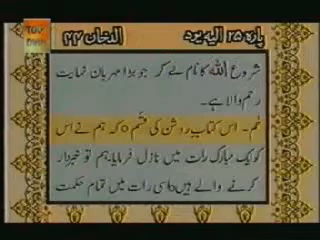 پارہ ۲۵ الیہ یرد
الدخان ۴۴
شروع اللہ کا نام لے کر جو بڑا مہربان نہایت
رحم والا ہے۔
حٰم۔ اس کتاب روشن کی قسم ○ کہ ہم نے اس
کو ایک مبارک رات میں نازل فرمایا۔ ہم تو خبردار
کرنے والے ہیں ○ اسی رات میں تمام حکمت